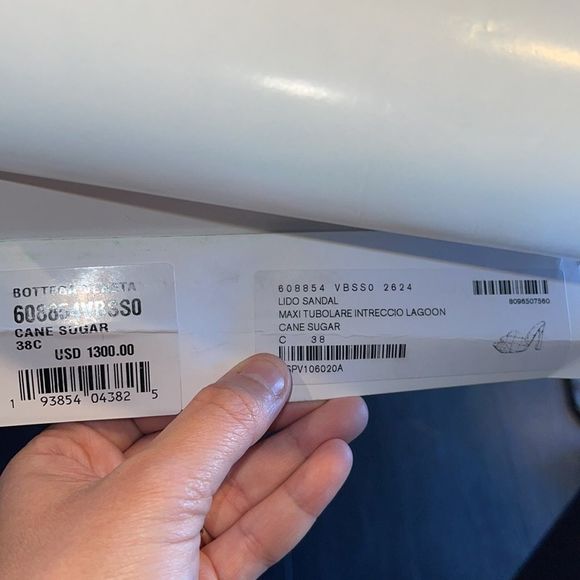 BOTTEGA VENETA
608854VBSS0
CANE SUGAR
38C
USD 1300.00
1 93854 04382 5
608854 VBSS0 2624
LIDO SANDAL
MAXI TUBOLARE INTRECCIO LAGOON
CANE SUGAR
C 38
8096507560